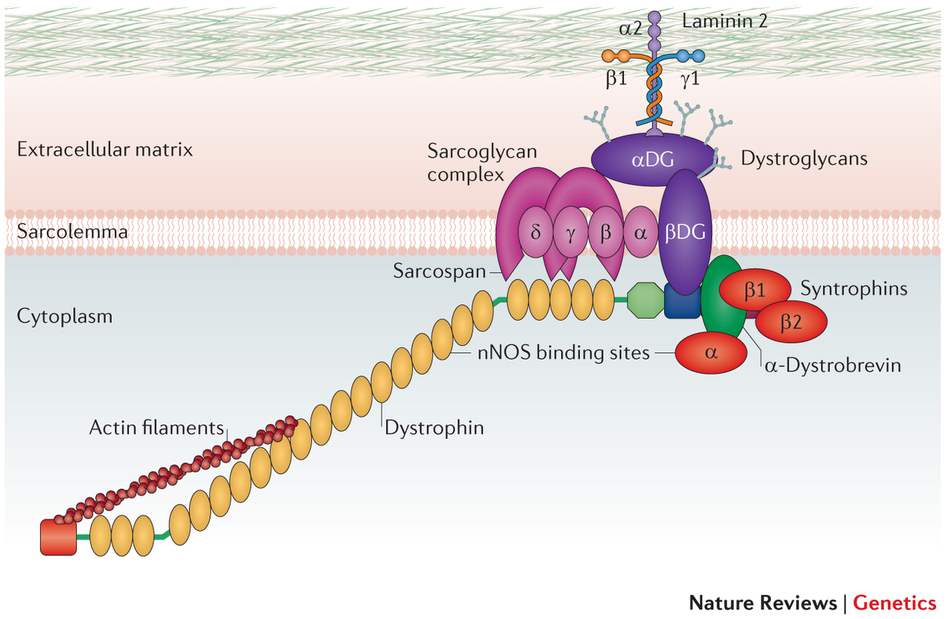 α2
Laminin 2
β1
γ1
Extracellular matrix
Sarcoglycan
complex
αDG
Dystroglycans
Sarcolemma
δ
γ
β
α
βDG
Sarcospan
Cytoplasm
β1
Syntrophins
β2
nNOS binding sites
α
α-Dystrobrevin
Actin filaments
Dystrophin
Nature Reviews | Genetics